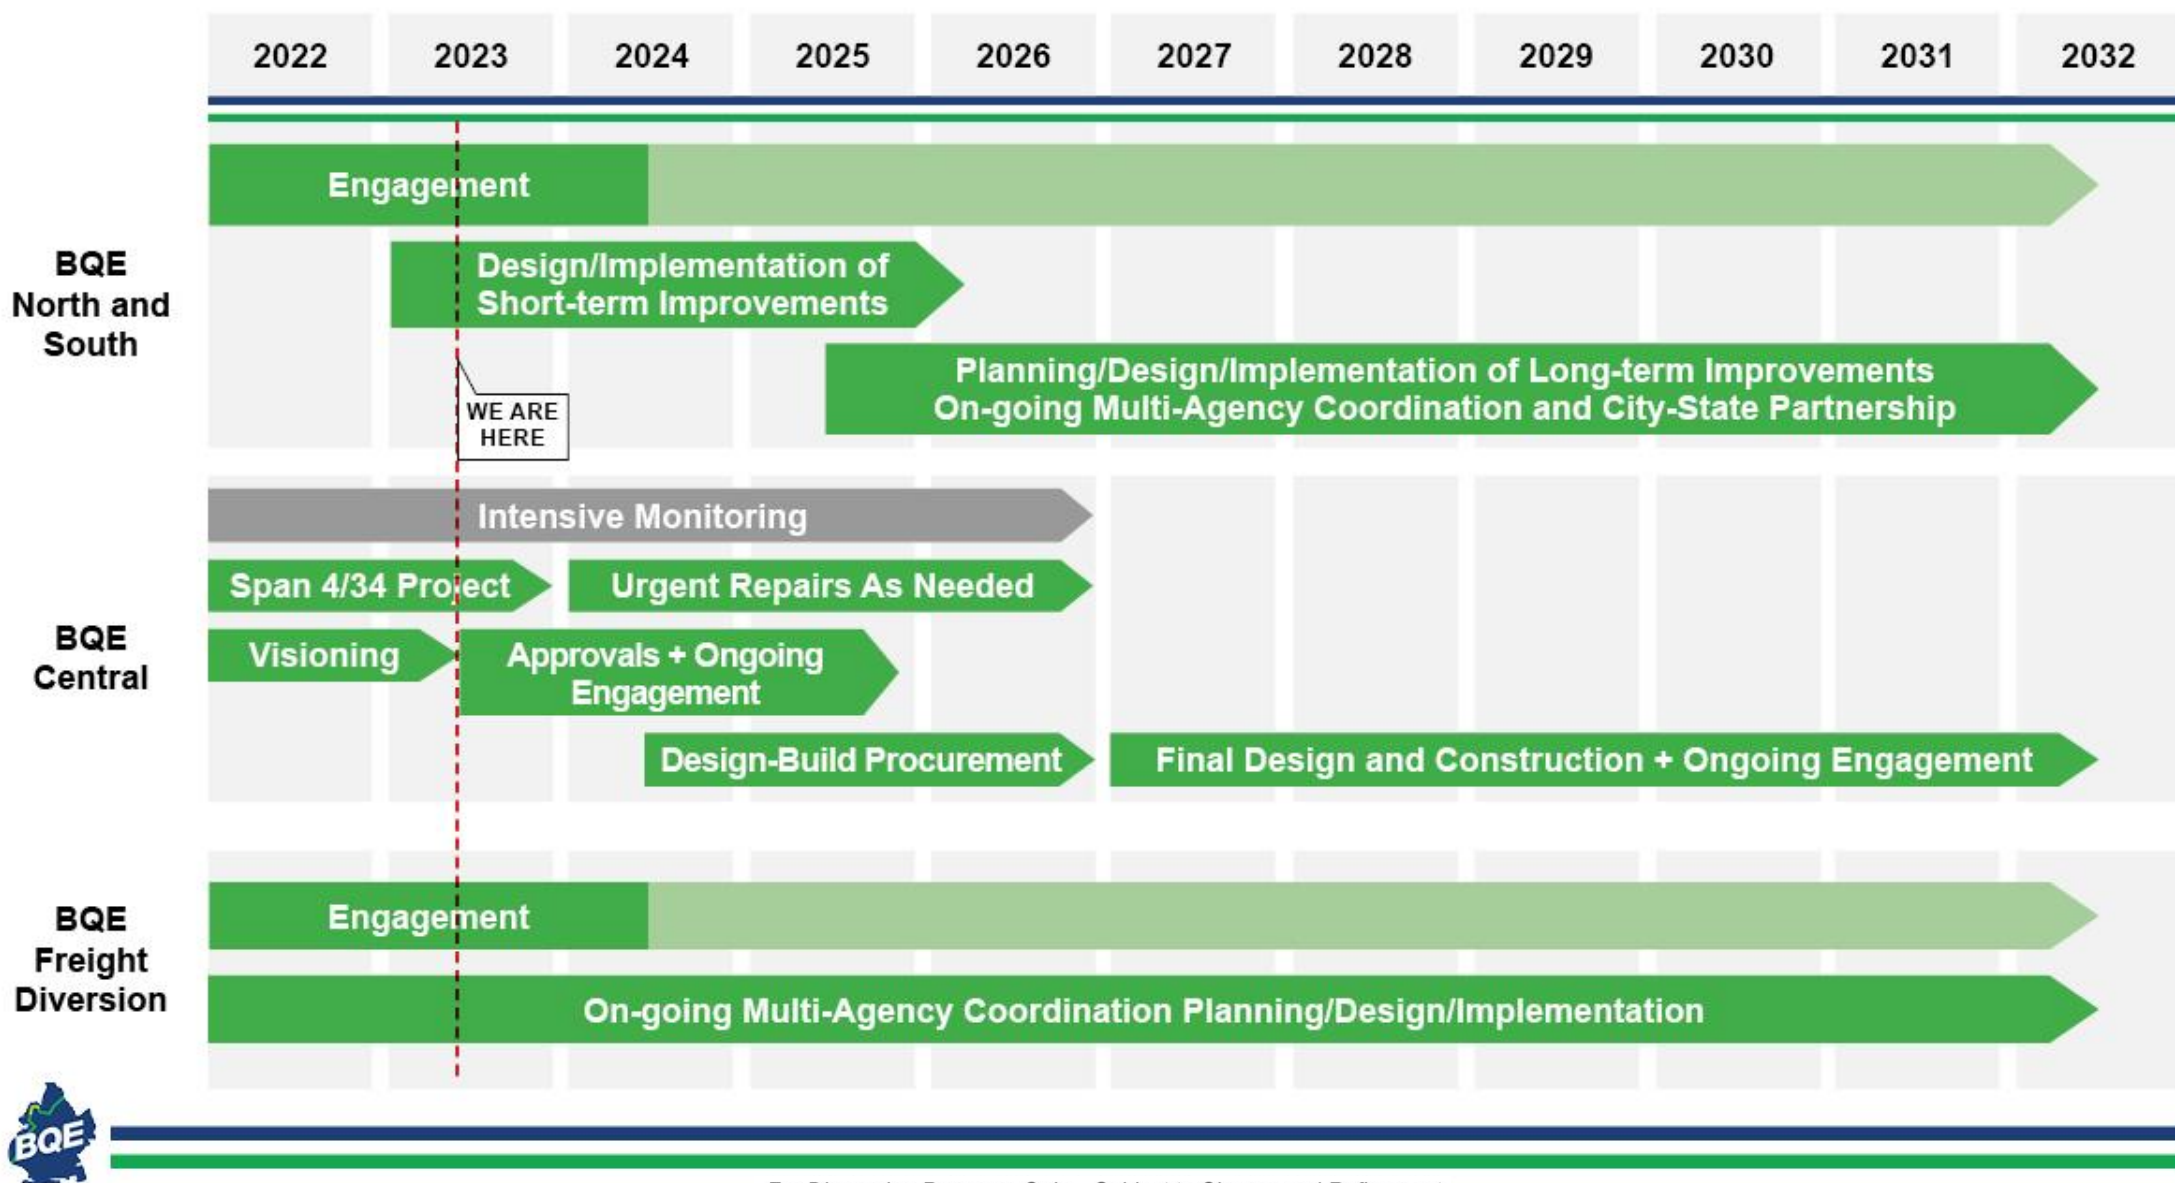 2022 2023 2024 2025 2026 2027 2028 2029 2030 2031 2032
BQE
North and
South
Engagement
Design/Implementation of
Short-term Improvements
Planning/Design/Implementation of Long-term Improvements
On-going Multi-Agency Coordination and City-State Partnership
WE ARE
HERE
BQE
Central
Intensive Monitoring
Span 4/34 Project
Urgent Repairs As Needed
Visioning
Approvals + Ongoing
Engagement
Design-Build Procurement
Final Design and Construction + Ongoing Engagement
BQE
Freight
Diversion
Engagement
On-going Multi-Agency Coordination Planning/Design/Implementation
BQE